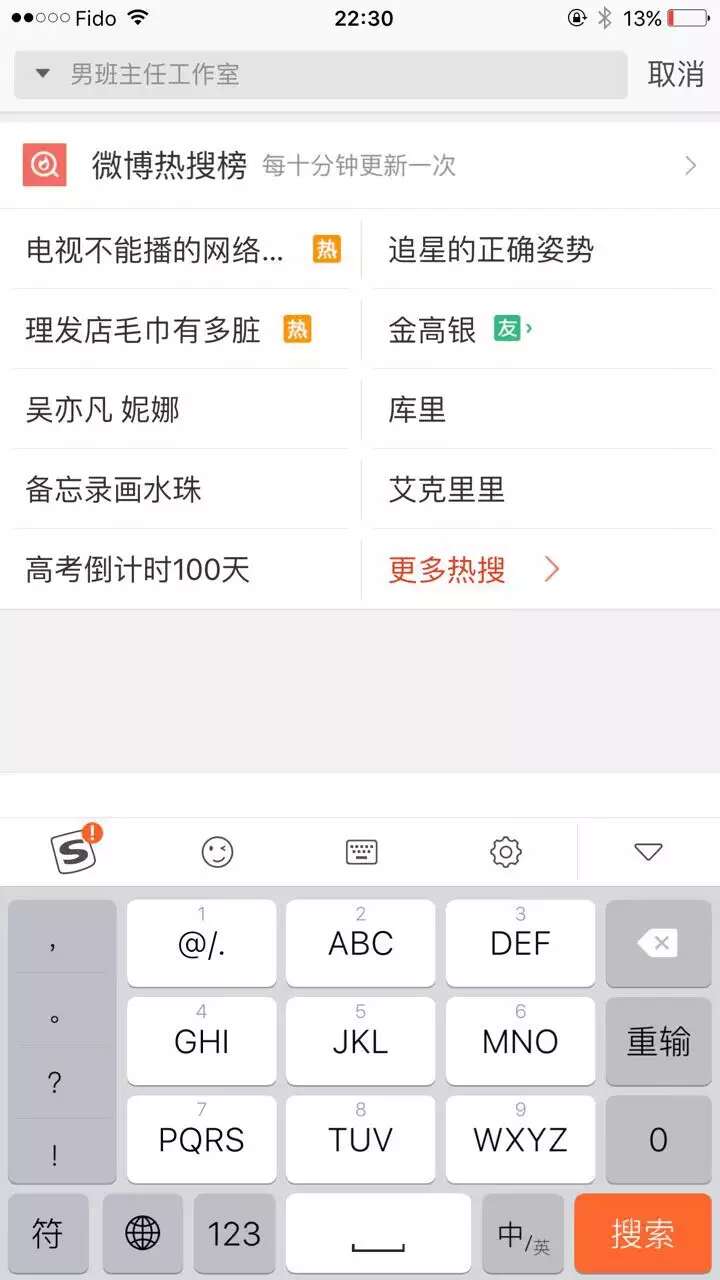 Fido 22:30 13%
男班主任工作室 取消
微博热搜榜 每十分钟更新一次
电视不能播的网络... 热 追星的正确姿势
理发店毛巾有多脏 热 金高银 友
吴亦凡 妮娜 库里
备忘录画水珠 艾克里里
高考倒计时100天 更多热搜
S !
, 1 @/. 2 ABC 3 DEF
。 4 GHI 5 JKL 6 MNO 重输
? 7 PQRS 8 TUV 9 WXYZ 0
!
符 123 中/英 搜索